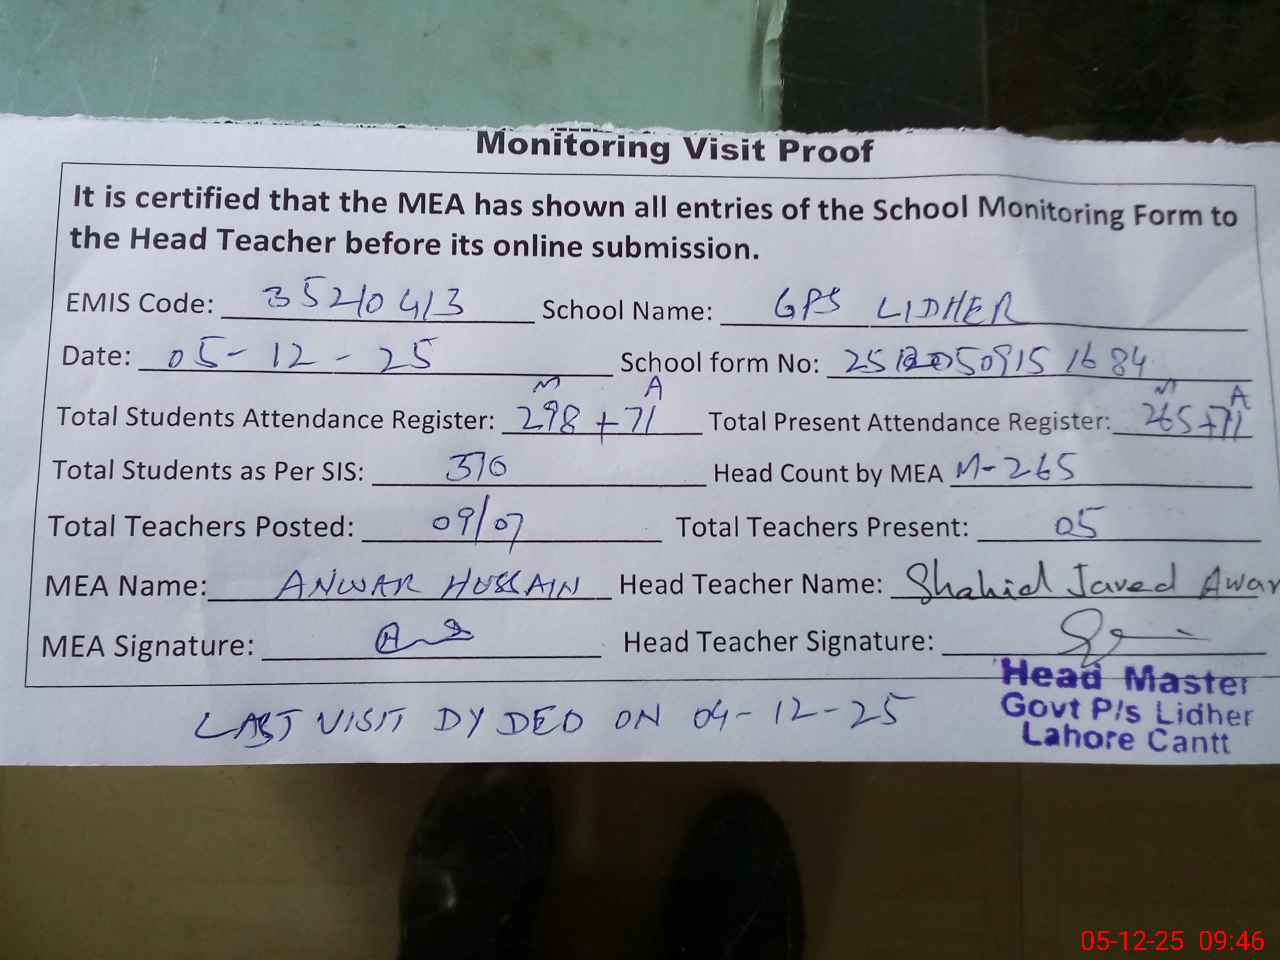 Monitoring Visit Proof
It is certified that the MEA has shown all entries of the School Monitoring Form to
the Head Teacher before its online submission.
EMIS Code: 35210413 School Name: GPS LIDHER
Date: 05-12-25 School form No:
M A M A
Total Students Attendance Register: 298+71 Total Present Attendance Register: 265+71
Total Students as Per SIS: 370 Head Count by MEA M-265
Total Teachers Posted: 09/07 Total Teachers Present: 05
MEA Name: ANWAR HUSSAIN Head Teacher Name: Shahid Javed Awan
MEA Signature: Head Teacher Signature:
Head Master
Govt P/s Lidher
Lahore Cantt
LAST VISIT DY DEO ON 04-12-25
05-12-25 09:46